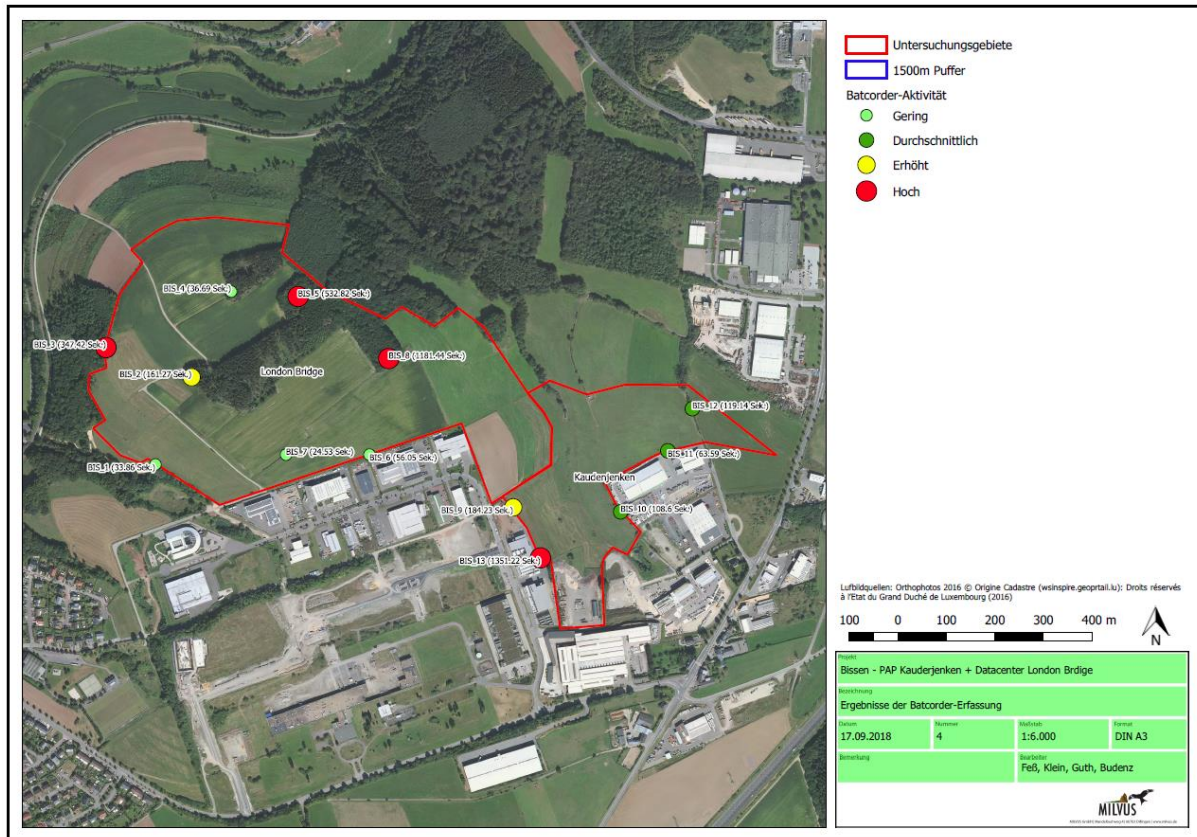 Untersuchungsgebiete
1500m Puffer
Batcorder-Aktivität
Gering
Durchschnittlich
Erhöht
Hoch
BIS_4 (36.69 Sek.)
BIS_5 (532.82 Sek.)
BIS_3 (347.42 Sek.)
BIS_8 (1181.44 Sek.)
London Bridge
BIS_2 (161.27 Sek.)
BIS_12 (119.14 Sek.)
BIS_1 (33.86 Sek.)
BIS_7 (24.53 Sek.)
BIS_6 (56.05 Sek.)
BIS_11 (63.59 Sek.)
Kaudenjenken
BIS_9 (184.23 Sek.)
BIS_10 (108.6 Sek.)
BIS_13 (1351.22 Sek.)
Lufbildquellen: Orthophotos 2016 © Origine Cadastre (wsinspire.geoprtail.lu): Droits réservés
à l'Etat du Grand Duché de Luxembourg (2016)
100 0 100 200 300 400 m
N
Projekt
Bissen - PAP Kauderjenken + Datacenter London Brdige
Bezeichnung
Ergebnisse der Batcorder-Erfassung
Datum Nummer Maßstab Format
17.09.2018 4 1:6.000 DIN A3
Bemerkung Bearbeiter
Feß, Klein, Guth, Budenz
MILVUS